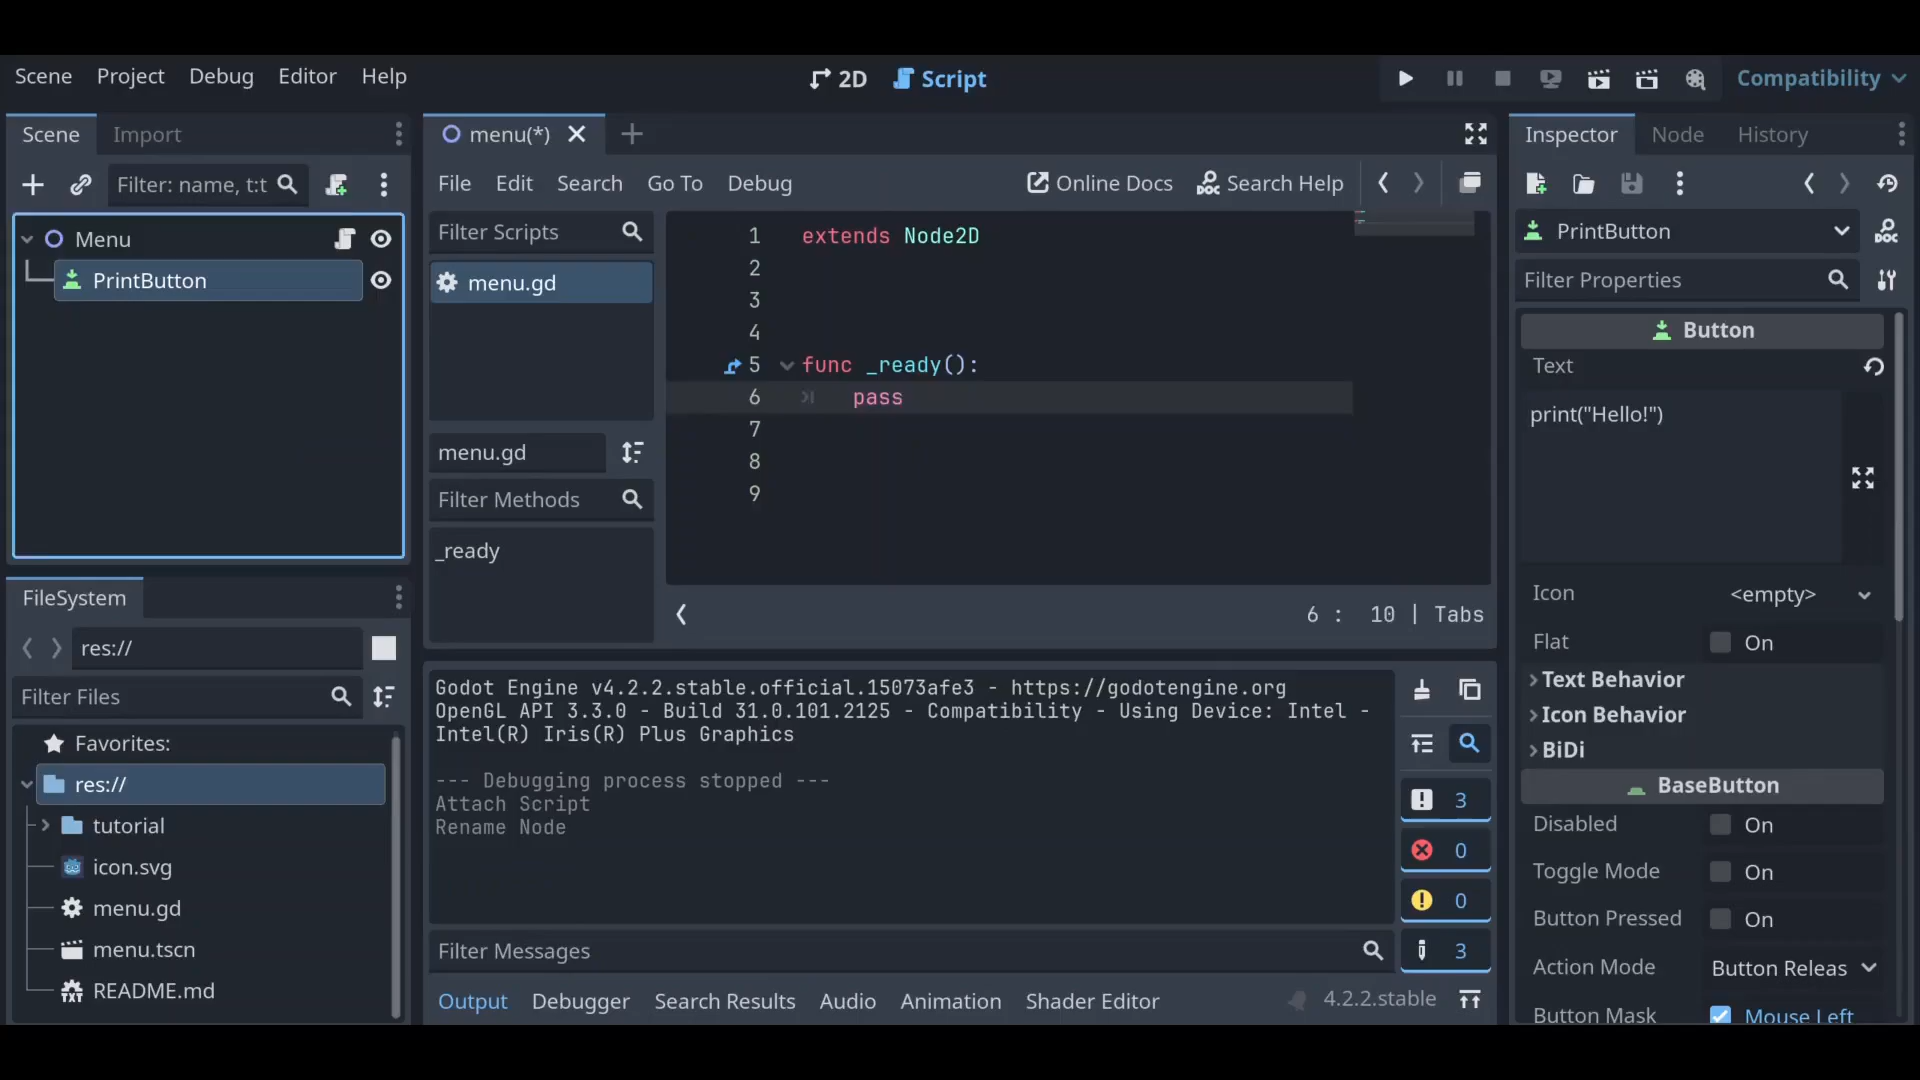 Scene Project Debug Editor Help
2D Script
Compatibility
Scene Import
Filter: name, t:t
Menu
PrintButton
FileSystem
res://
Filter Files
Favorites:
res://
tutorial
icon.svg
menu.gd
menu.tscn
README.md
menu(*)
File Edit Search Go To Debug Online Docs Search Help
Filter Scripts
menu.gd
menu.gd
Filter Methods
_ready
1 extends Node2D
2
3
4
5 func _ready():
6 pass
7
8
9
6 : 10 | Tabs
Godot Engine v4.2.2.stable.official.15073afe3 - https://godotengine.org
OpenGL API 3.3.0 - Build 31.0.101.2125 - Compatibility - Using Device: Intel -
Intel(R) Iris(R) Plus Graphics
--- Debugging process stopped ---
Attach Script
Rename Node
3
0
0
3
Filter Messages
Output Debugger Search Results Audio Animation Shader Editor 4.2.2.stable
Inspector Node History
PrintButton
Filter Properties
Button
Text
print("Hello!")
Icon <empty>
Flat On
Text Behavior
Icon Behavior
BiDi
BaseButton
Disabled On
Toggle Mode On
Button Pressed On
Action Mode Button Releas
Button Mask Mouse Left